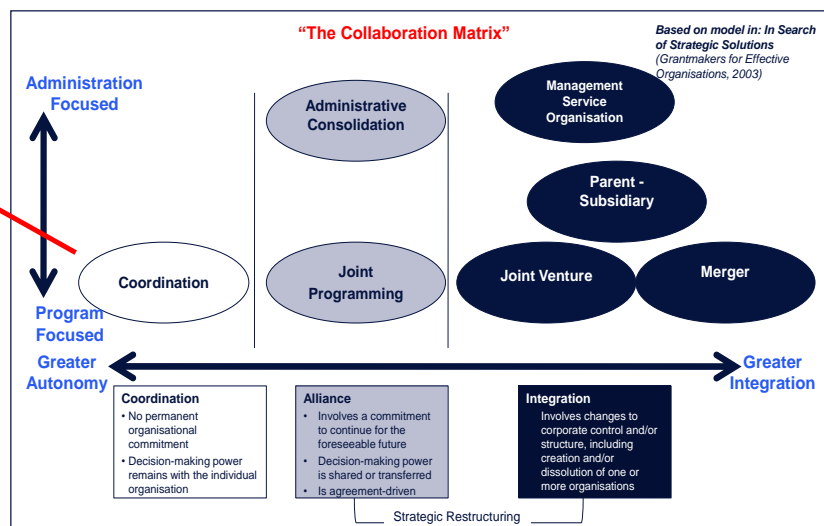 “The Collaboration Matrix”
Based on model in: In Search
of Strategic Solutions
(Grantmakers for Effective
Organisations, 2003)
Administration
Focused
Administrative
Consolidation
Management
Service
Organisation
Parent -
Subsidiary
Coordination
Joint
Programming
Joint Venture
Merger
Program
Focused
Greater
Autonomy
Greater
Integration
Coordination
• No permanent
organisational
commitment
• Decision-making power
remains with the individual
organisation
Alliance
• Involves a commitment
to continue for the
foreseeable future
• Decision-making power
is shared or transferred
• Is agreement-driven
Integration
Involves changes to
corporate control and/or
structure, including
creation and/or
dissolution of one or
more organisations
Strategic Restructuring